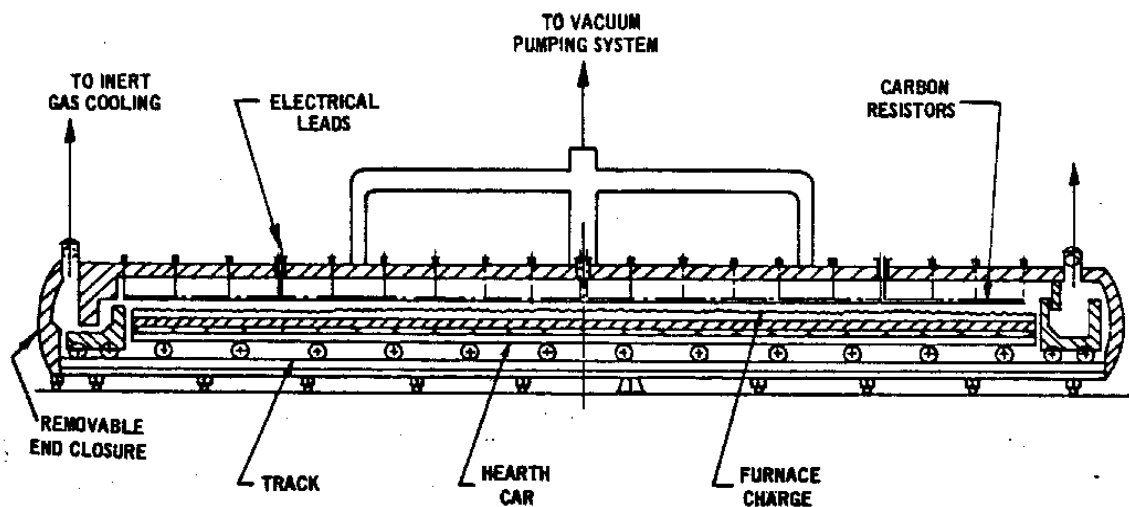 TO VACUUM
PUMPING SYSTEM
TO INERT
GAS COOLING
ELECTRICAL
LEADS
CARBON
RESISTORS
REMOVABLE
END CLOSURE
TRACK
HEARTH
CAR
FURNACE
CHARGE